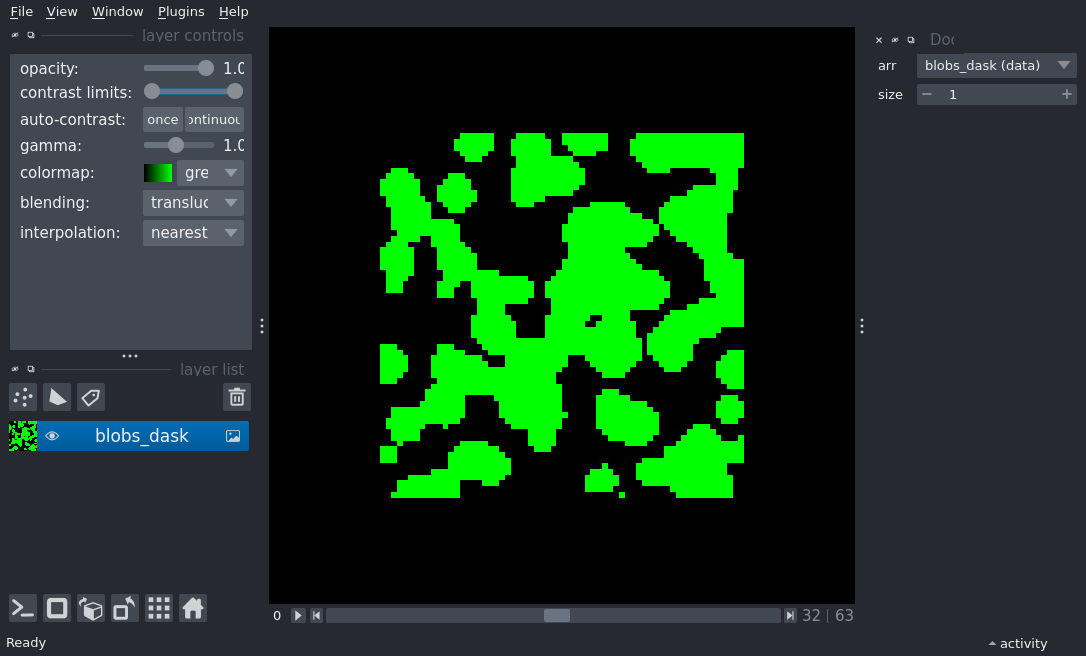 File View Window Plugins Help
layer controls
opacity: 1.0
contrast limits:
auto-contrast: once ontinuou
gamma: 1.0
colormap: gre
blending: transluc
interpolation: nearest
layer list
blobs_dask
0 32 | 63
Ready
Doc
arr blobs_dask (data)
size 1
activity